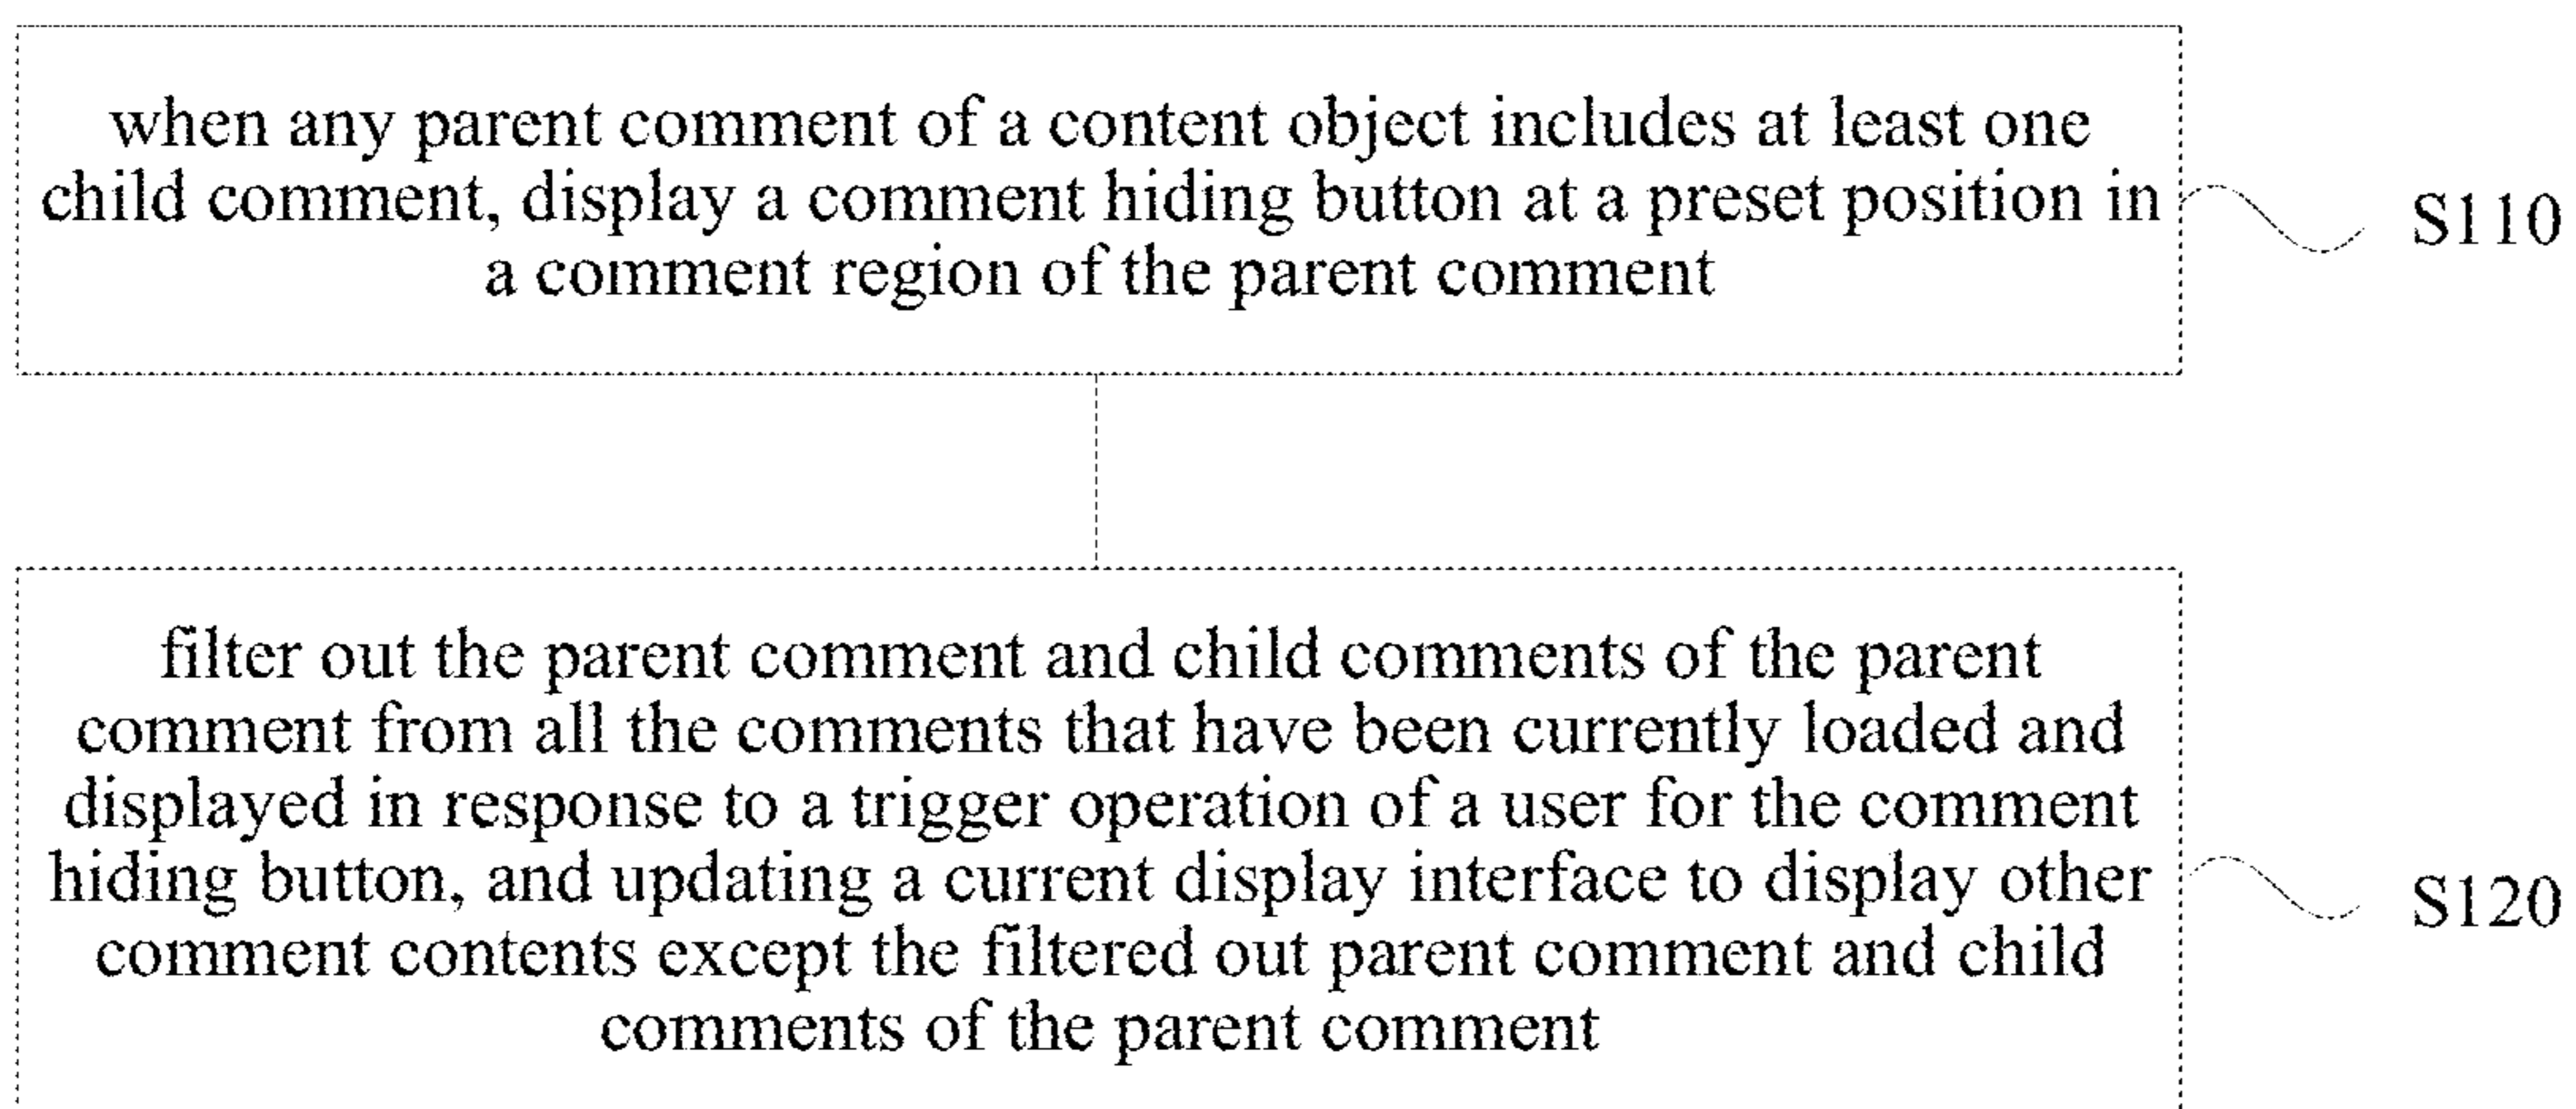 when any parent comment of a content object includes at least one
child comment, display a comment hiding button at a preset position in
a comment region of the parent comment
S110
filter out the parent comment and child comments of the parent
comment from all the comments that have been currently loaded and
displayed in response to a trigger operation of a user for the comment
hiding button, and updating a current display interface to display other
comment contents except the filtered out parent comment and child
comments of the parent comment
S120